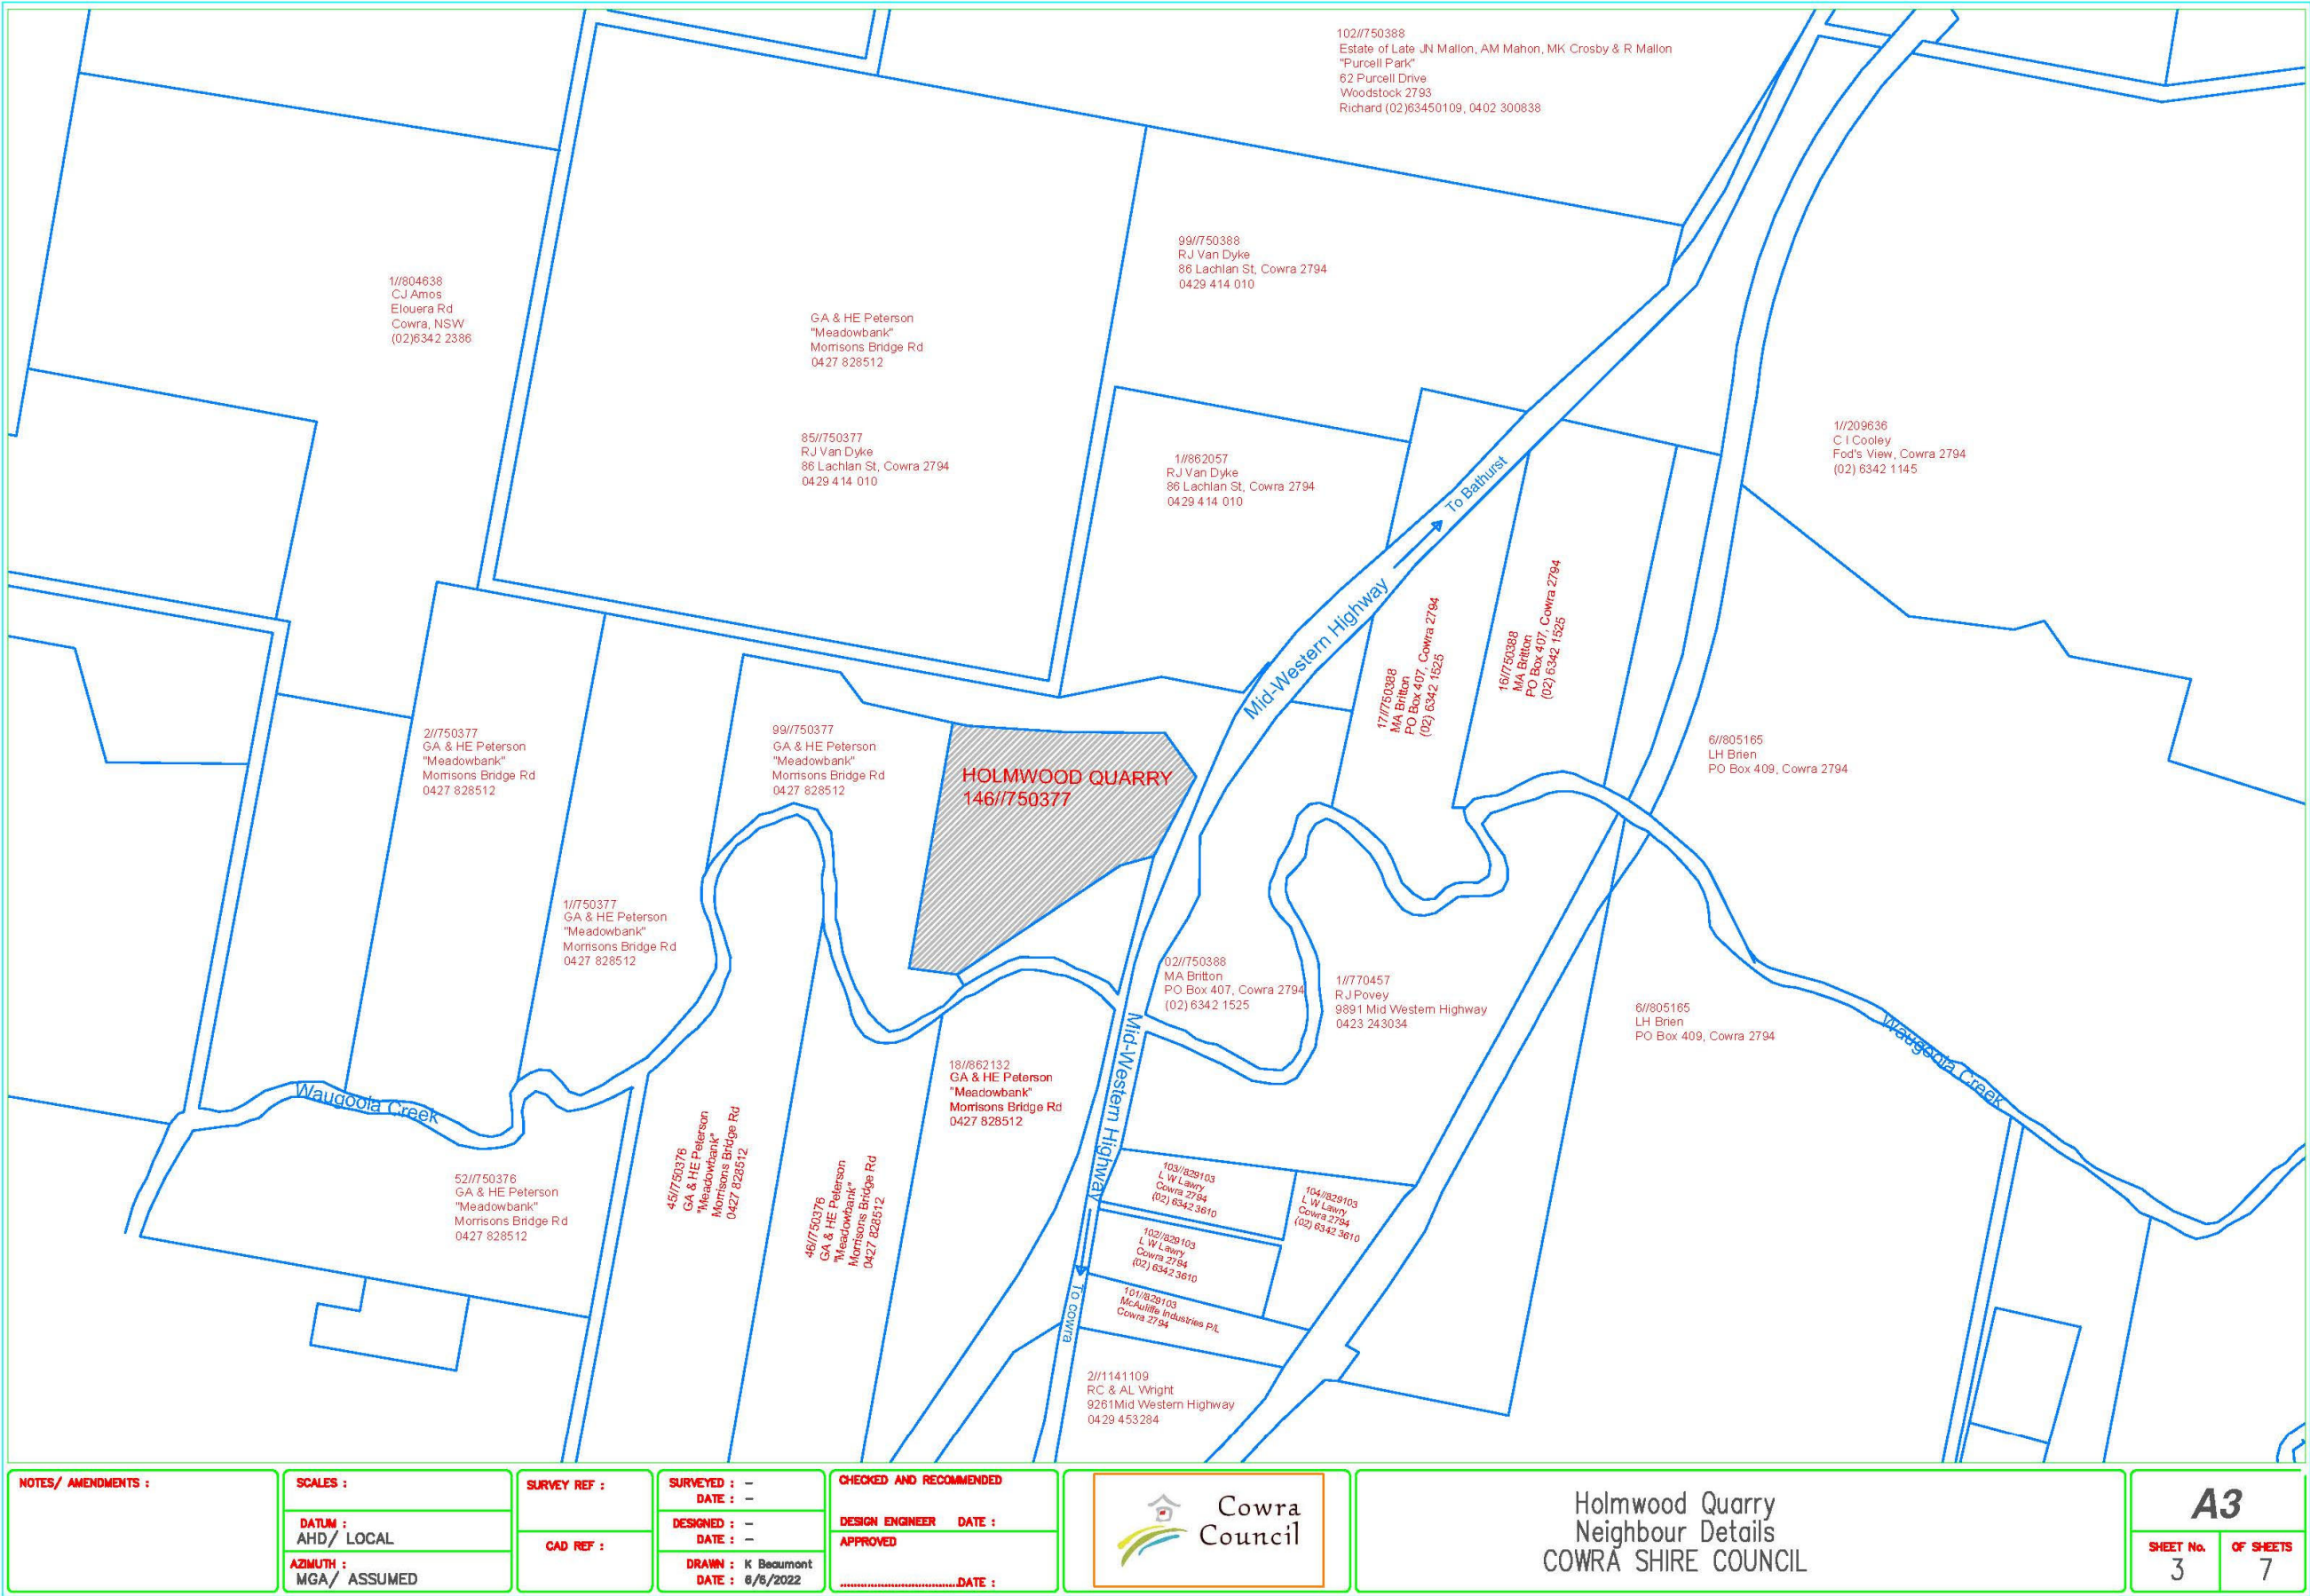 102//750388
Estate of Late JN Mallon, AM Mahon, MK Crosby & R Mallon
"Purcell Park"
62 Purcell Drive
Woodstock 2793
Richard (02)63450109, 0402 300838
99//750388
RJ Van Dyke
86 Lachlan St, Cowra 2794
0429 414 010
1//804638
CJ Amos
Elouera Rd
Cowra, NSW
(02)6342 2386
GA & HE Peterson
"Meadowbank"
Morrisons Bridge Rd
0427 828512
85//750377
RJ Van Dyke
86 Lachlan St, Cowra 2794
0429 414 010
1//862057
RJ Van Dyke
86 Lachlan St, Cowra 2794
0429 414 010
1//209636
C I Cooley
Fod's View, Cowra 2794
(02) 6342 1145
To Bathurst
Mid-Western Highway
17//750388
MA Britton
PO Box 407, Cowra 2794
(02) 6342 1525
16//750388
MA Britton
PO Box 407, Cowra 2794
(02) 6342 1525
2//750377
GA & HE Peterson
"Meadowbank"
Morrisons Bridge Rd
0427 828512
99//750377
GA & HE Peterson
"Meadowbank"
Morrisons Bridge Rd
0427 828512
HOLMWOOD QUARRY
146//750377
6//805165
LH Brien
PO Box 409, Cowra 2794
1//750377
GA & HE Peterson
"Meadowbank"
Morrisons Bridge Rd
0427 828512
02//750388
MA Britton
PO Box 407, Cowra 2794
(02) 6342 1525
1//770457
RJ Povey
9891 Mid Western Highway
0423 243034
6//805165
LH Brien
PO Box 409, Cowra 2794
Waugoola Creek
Waugoola Creek
Mid-Western Highway
18//862132
GA & HE Peterson
"Meadowbank"
Morrisons Bridge Rd
0427 828512
52//750376
GA & HE Peterson
"Meadowbank"
Morrisons Bridge Rd
0427 828512
45//750376
GA & HE Peterson
"Meadowbank"
Morrisons Bridge Rd
0427 828512
46//750376
GA & HE Peterson
"Meadowbank"
Morrisons Bridge Rd
0427 828512
103//829103
L W Lawry
Cowra 2794
(02) 6342 3610
104//829103
L W Lawry
Cowra 2794
(02) 6342 3610
102//829103
L W Lawry
Cowra 2794
(02) 6342 3610
101//829103
McAuliffe Industries P/L
Cowra 2794
To cowra
2//1141109
RC & AL Wright
9261Mid Western Highway
0429 453284
NOTES/ AMENDMENTS :
SCALES :
DATUM :
AHD/ LOCAL
AZIMUTH :
MGA/ ASSUMED
SURVEY REF :
CAD REF :
SURVEYED : -
DATE : -
DESIGNED : -
DATE : -
DRAWN : K Beaumont
DATE : 6/6/2022
CHECKED AND RECOMMENDED
DESIGN ENGINEER DATE :
APPROVED
DATE :
Cowra
Council
Holmwood Quarry
Neighbour Details
COWRA SHIRE COUNCIL
A3
SHEET No.
3
OF SHEETS
7